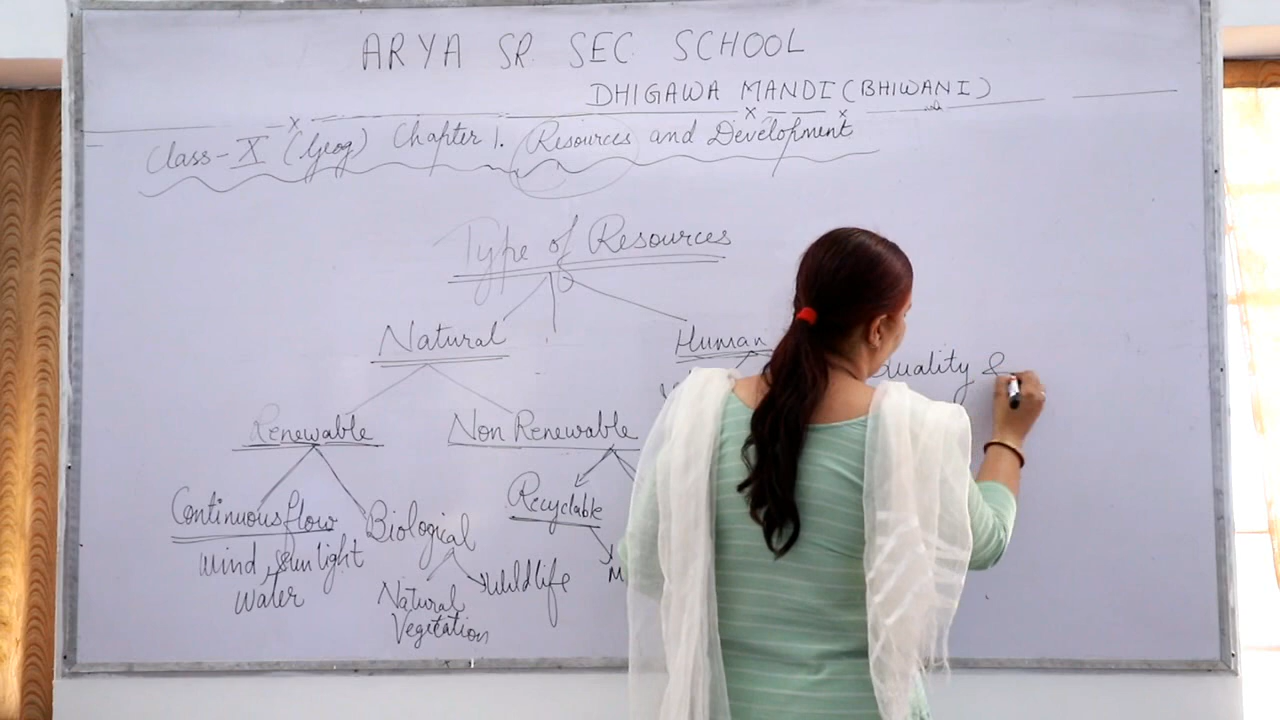 ARYA SR. SEC SCHOOL
DHIGAWA MANDI (BHIWANI)
Class-X (Geog) Chapter 1. Resources and Development
Type of Resources
Natural
Human
Quality &
Renewable
Non Renewable
Continuous flow
Biological
Recyclable
Wind, Sunlight
Water
Natural
Vegetation
Wildlife
M